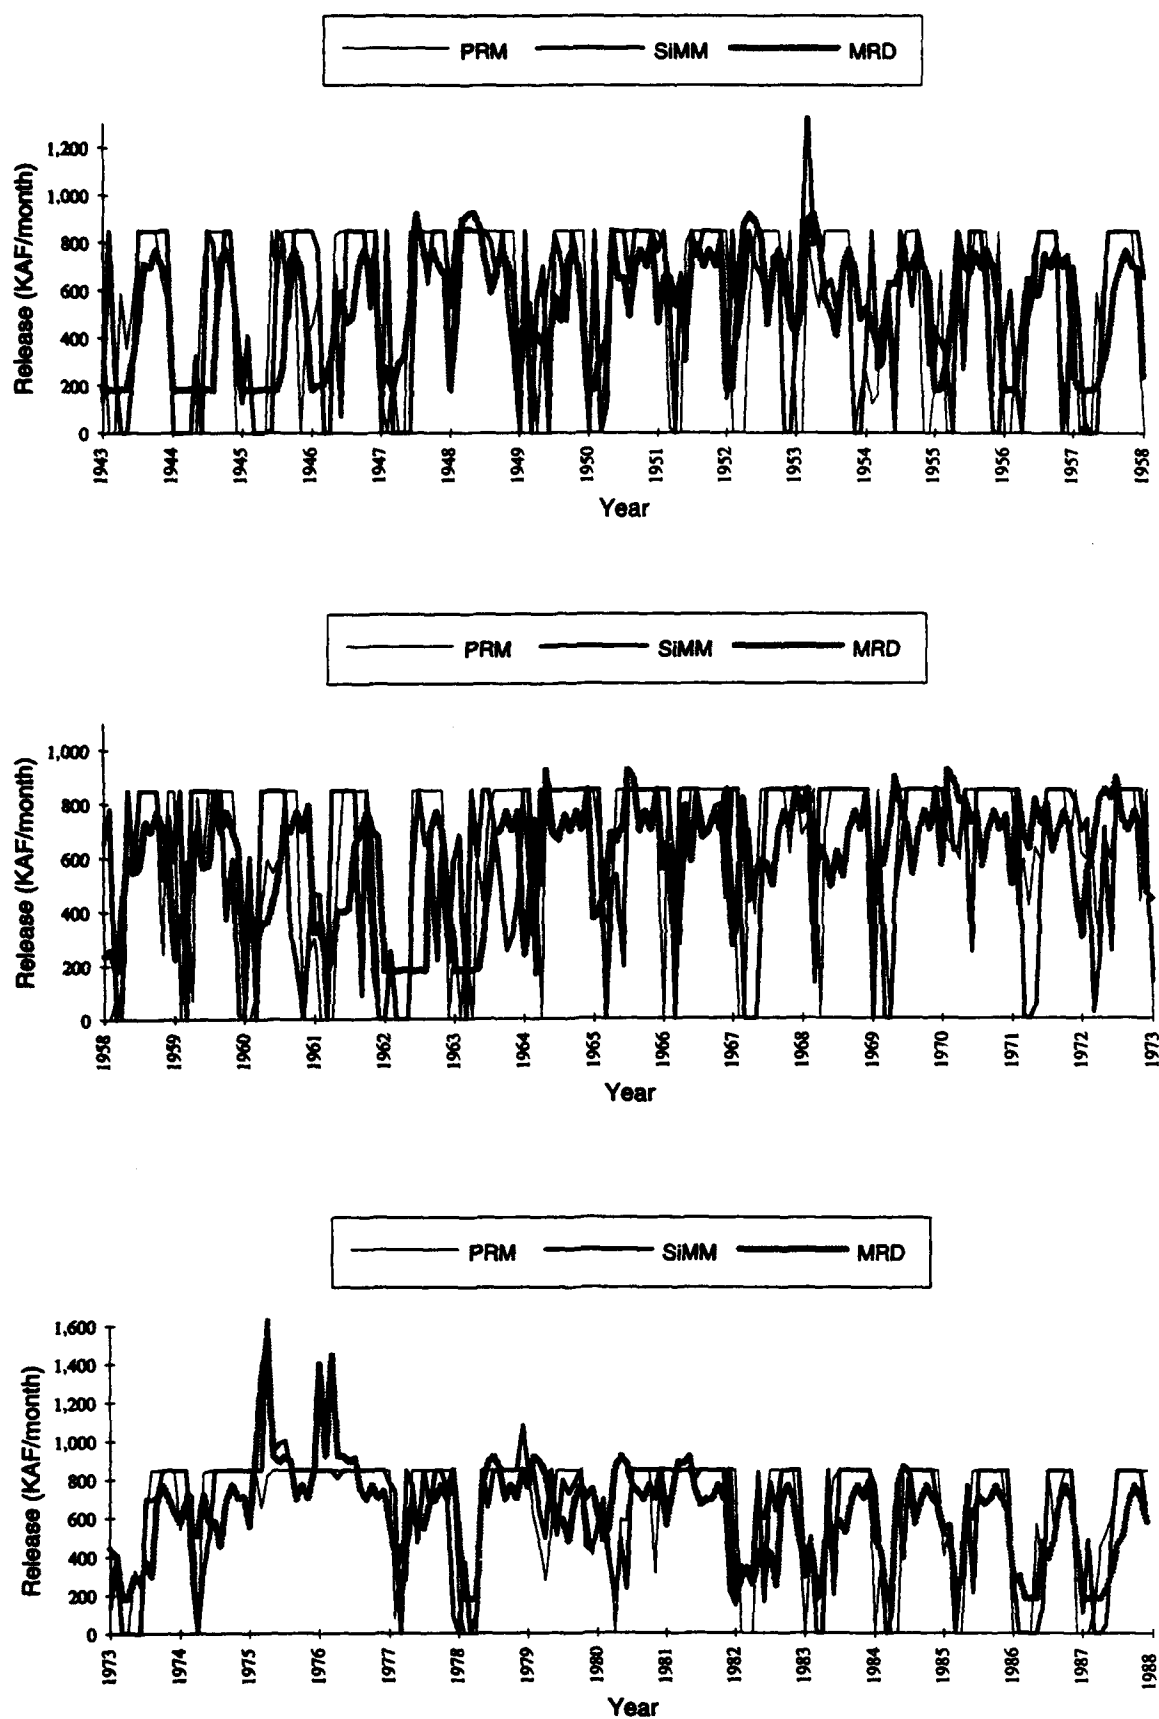 PRM SiMM MRD
Release (KAF/month)
1,200
1,000
800
600
400
200
0
1943 1944 1945 1946 1947 1948 1949 1950 1951 1952 1953 1954 1955 1956 1957 1958
Year
PRM SiMM MRD
Release (KAF/month)
1,000
800
600
400
200
0
1958 1959 1960 1961 1962 1963 1964 1965 1966 1967 1968 1969 1970 1971 1972 1973
Year
PRM SiMM MRD
Release (KAF/month)
1,600
1,400
1,200
1,000
800
600
400
200
0
1973 1974 1975 1976 1977 1978 1979 1980 1981 1982 1983 1984 1985 1986 1987 1988
Year